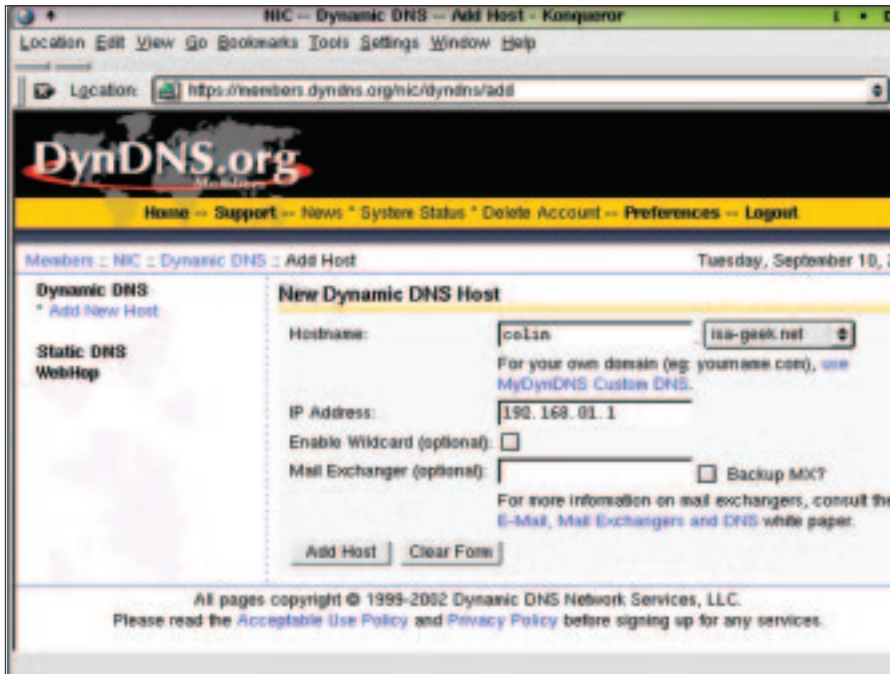 NIC -- Dynamic DNS -- Add Host - Konqueror
Location Edit View Go Bookmarks Tools Settings Window Help
Location: https://members.dyndns.org/nic/dyndns/add
DynDNS.org
Members
Home -- Support -- News * System Status * Delete Account -- Preferences -- Logout
Members :: NIC :: Dynamic DNS :: Add Host
Tuesday, September 10,
Dynamic DNS
* Add New Host
Static DNS
WebHop
New Dynamic DNS Host
Hostname: colin . isa-geek.net
For your own domain (eg: yourname.com), use
MyDynDNS Custom DNS.
IP Address: 192.168.01.1
Enable Wildcard (optional):
Mail Exchanger (optional): Backup MX?
For more information on mail exchangers, consult the
E-Mail, Mail Exchangers and DNS white paper.
Add Host Clear Form
All pages copyright © 1999-2002 Dynamic DNS Network Services, LLC.
Please read the Acceptable Use Policy and Privacy Policy before signing up for any services.